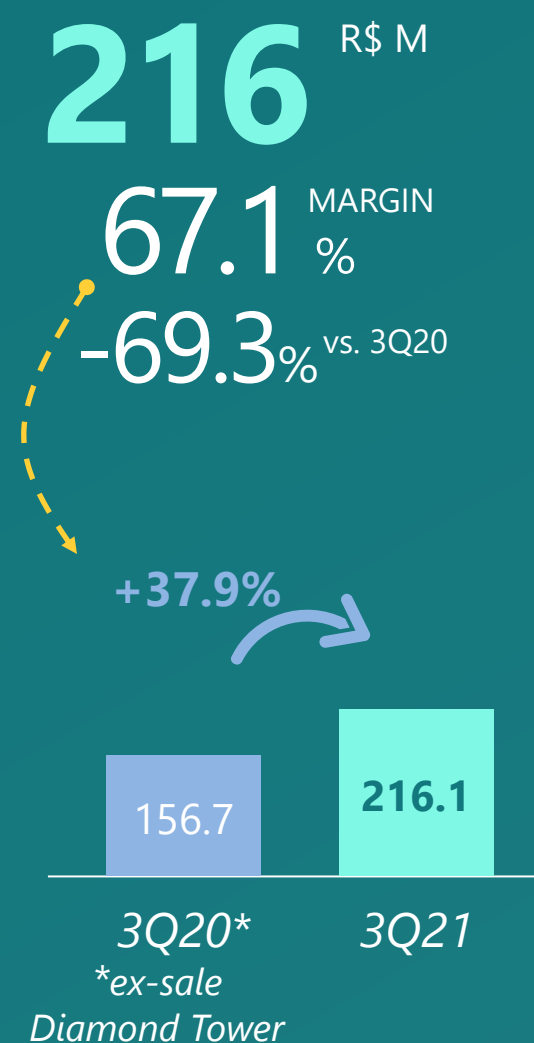 216 R$ M
67.1 MARGIN %
-69.3% vs. 3Q20
+37.9%
156.7
216.1
3Q20* 3Q21
*ex-sale
Diamond Tower